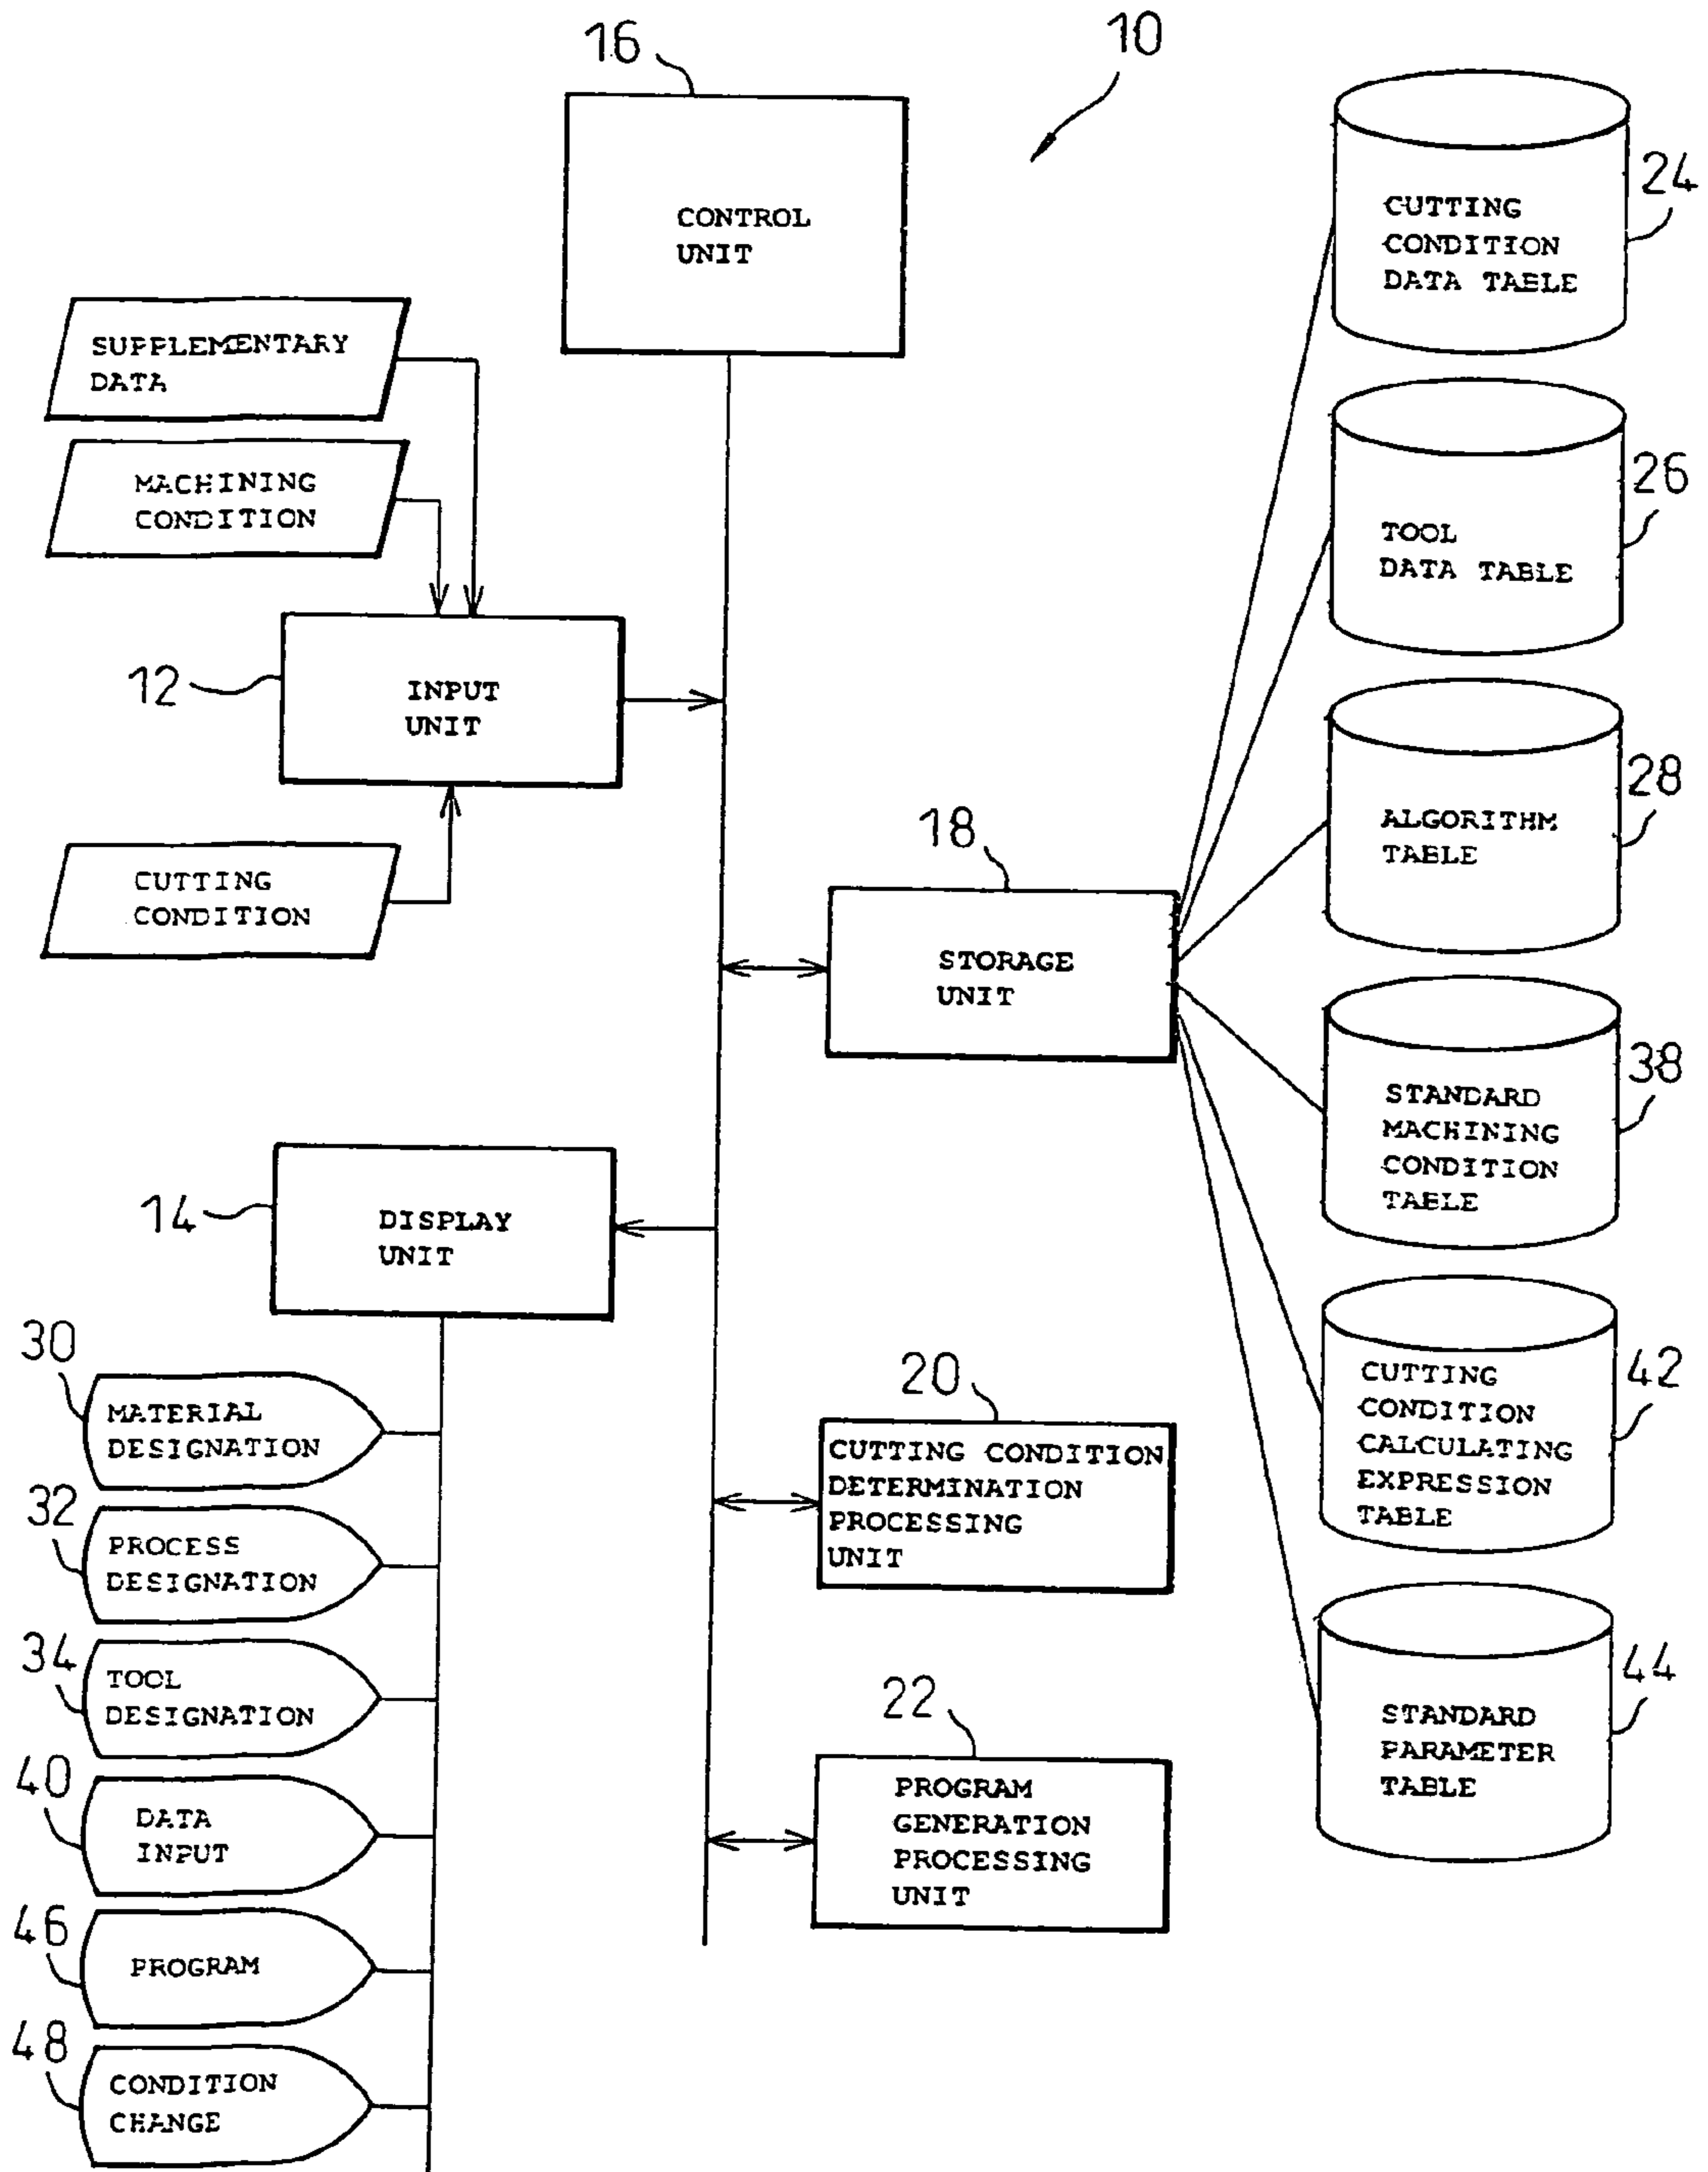 16
10
CONTROL
UNIT
24
CUTTING
CONDITION
DATA TABLE
SUPPLEMENTARY
DATA
MACHINING
CONDITION
26
TOOL
DATA TABLE
12
INPUT
UNIT
28
ALGORITHM
TABLE
CUTTING
CONDITION
18
STORAGE
UNIT
38
STANDARD
MACHINING
CONDITION
TABLE
14
DISPLAY
UNIT
42
CUTTING
CONDITION
CALCULATING
EXPRESSION
TABLE
30
MATERIAL
DESIGNATION
20
CUTTING CONDITION
DETERMINATION
PROCESSING
UNIT
32
PROCESS
DESIGNATION
34
TOOL
DESIGNATION
44
STANDARD
PARAMETER
TABLE
22
PROGRAM
GENERATION
PROCESSING
UNIT
40
DATA
INPUT
46
PROGRAM
48
CONDITION
CHANGE